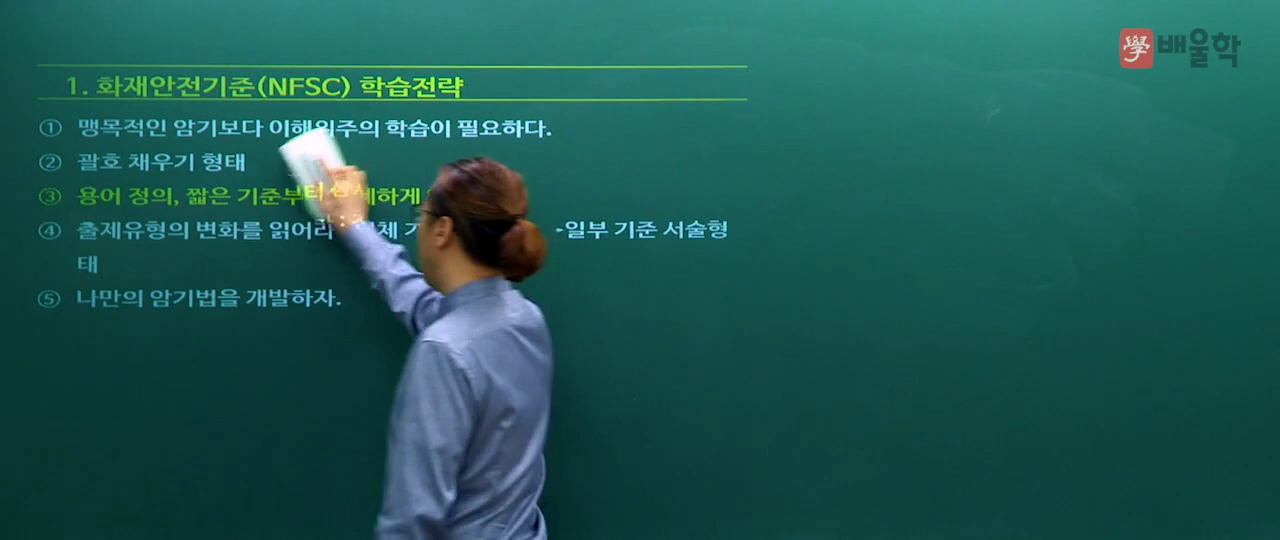 學 배울학
1. 화재안전기준(NFSC) 학습전략
① 맹목적인 암기보다 이해위주의 학습이 필요하다.
② 괄호 채우기 형태
③ 용어 정의, 짧은 기준부터 세하게
④ 출제유형의 변화를 읽어라 일부 기준 서술형
태
⑤ 나만의 암기법을 개발하자.